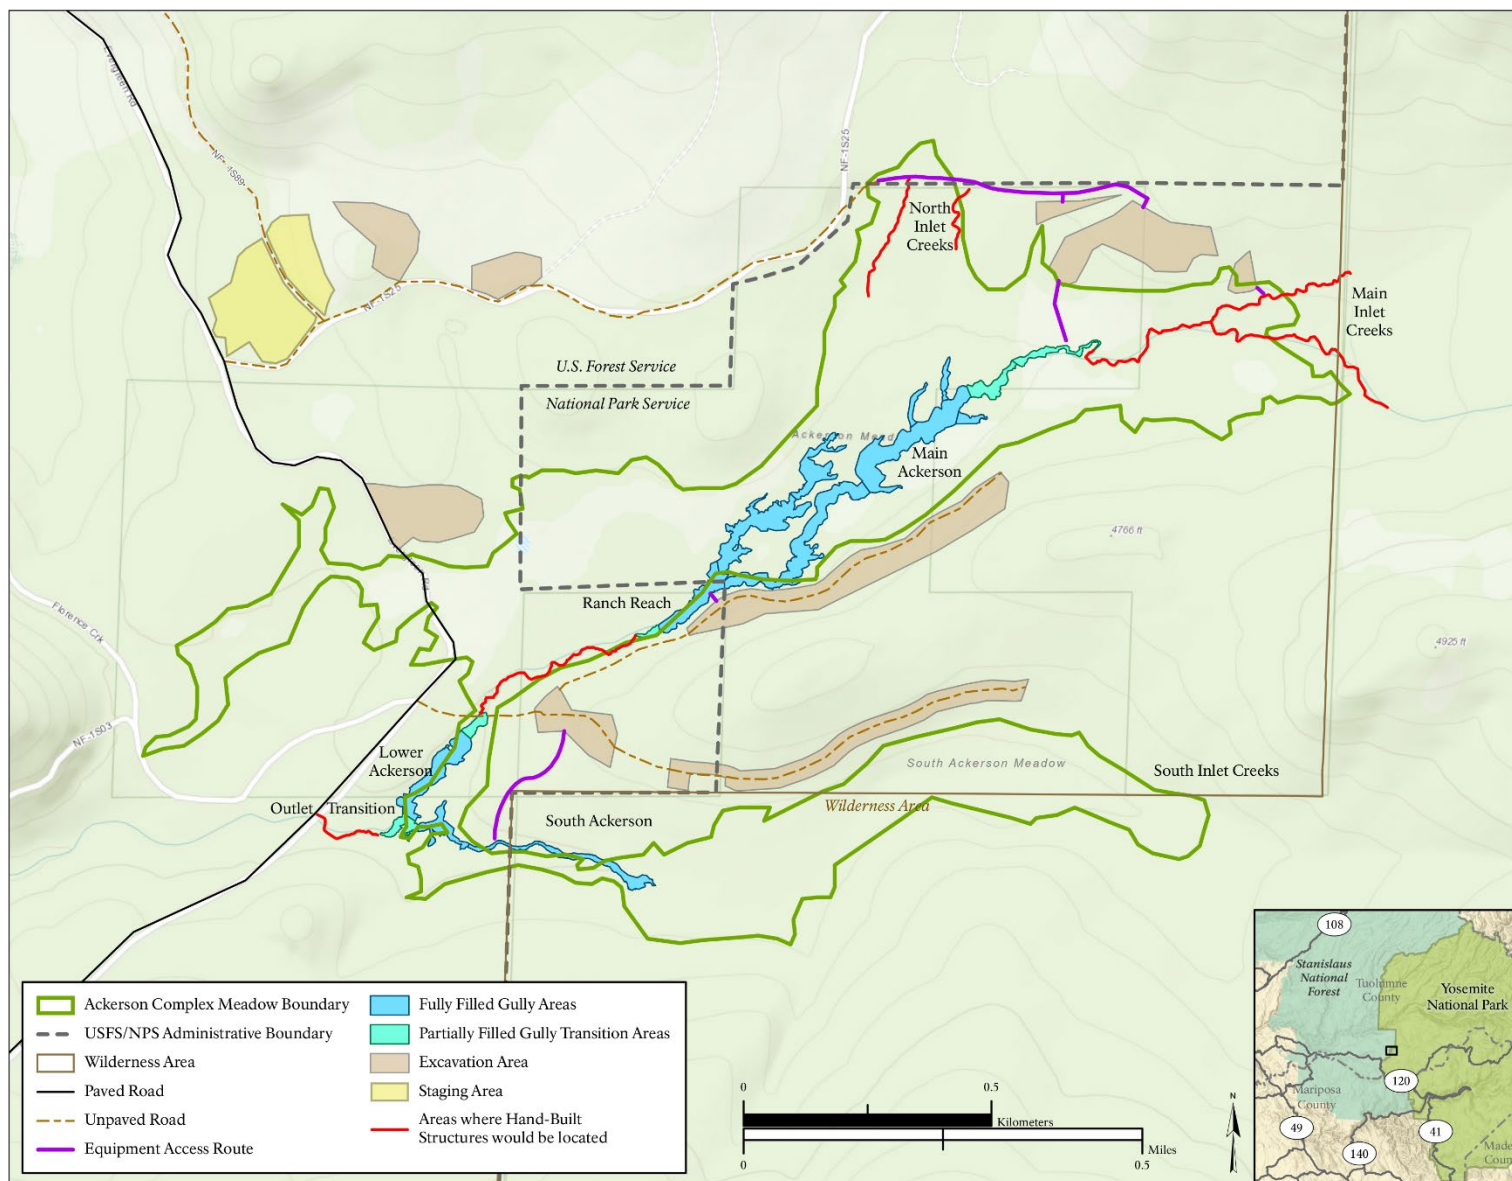 Evergreen Rd
NF-1S89
NF-1S25
NF-1S25
North
Inlet
Creeks
Main
Inlet
Creeks
U.S. Forest Service
National Park Service
Main
Ackerson
4766 ft
Ranch Reach
Florence Crk
4925 ft
NF-1S03
Lower
Ackerson
South Ackerson Meadow
South Inlet Creeks
Outlet
Transition
Wilderness Area
South Ackerson
Ackerson Complex Meadow Boundary
USFS/NPS Administrative Boundary
Wilderness Area
Paved Road
Unpaved Road
Equipment Access Route
Fully Filled Gully Areas
Partially Filled Gully Transition Areas
Excavation Area
Staging Area
Areas where Hand-Built
Structures would be located
0
0.5
Kilometers
Miles
0
0.5
N
108
Stanislaus
National
Forest
Tuolumne
County
Yosemite
National Park
120
Mariposa
County
49
41
140